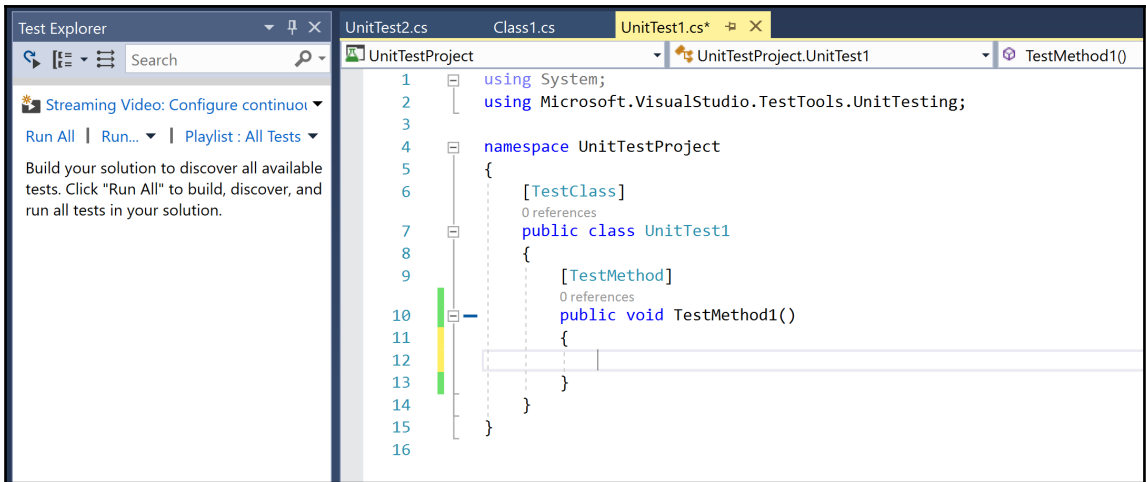 Test Explorer
Search
Streaming Video: Configure continuou
Run All | Run... | Playlist : All Tests
Build your solution to discover all available
tests. Click "Run All" to build, discover, and
run all tests in your solution.
UnitTest2.cs Class1.cs UnitTest1.cs*
UnitTestProject UnitTestProject.UnitTest1 TestMethod1()
1 using System;
2 using Microsoft.VisualStudio.TestTools.UnitTesting;
3
4 namespace UnitTestProject
5 {
6 [TestClass]
0 references
7 public class UnitTest1
8 {
9 [TestMethod]
0 references
10 public void TestMethod1()
11 {
12
13 }
14 }
15 }
16